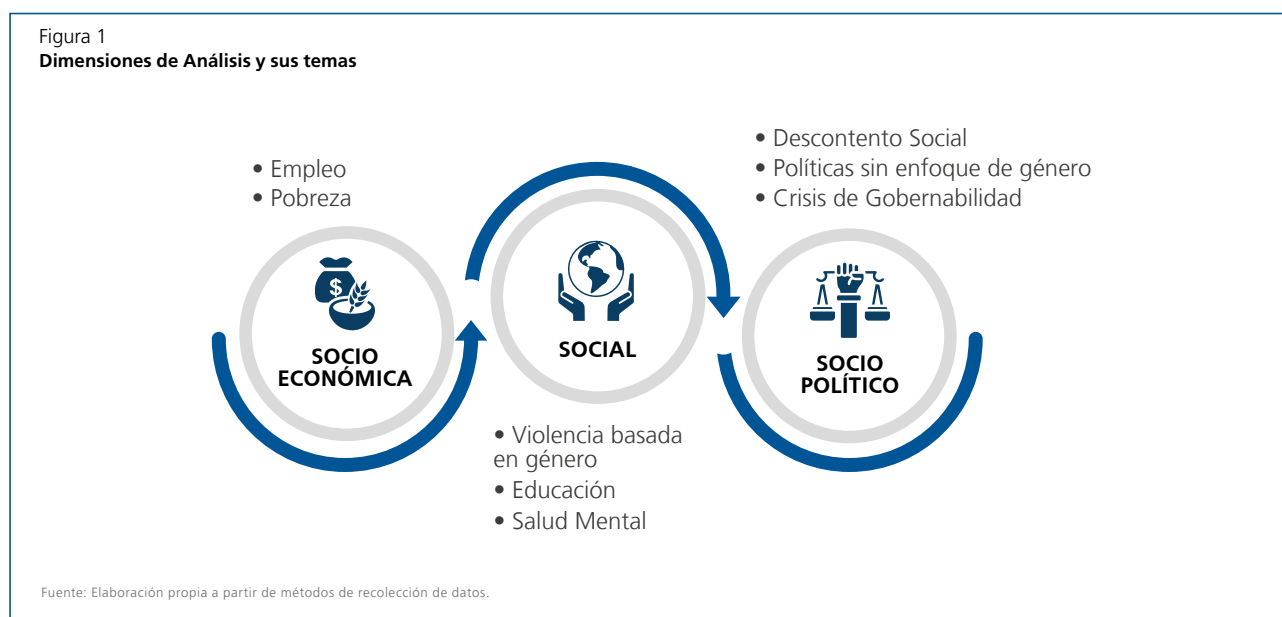 Figura 1
Dimensiones de Análisis y sus temas
• Empleo
• Pobreza
$
SOCIO
ECONÓMICA
SOCIAL
• Violencia basada
en género
• Educación
• Salud Mental
• Descontento Social
• Políticas sin enfoque de género
• Crisis de Gobernabilidad
SOCIO
POLÍTICO
Fuente: Elaboración propia a partir de métodos de recolección de datos.